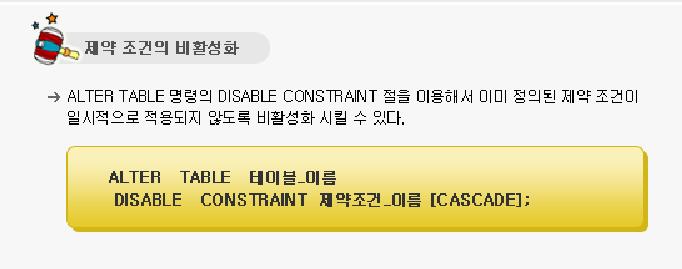 제약 조건의 비활성화
→ ALTER TABLE 명령의 DISABLE CONSTRAINT 절을 이용해서 이미 정의된 제약 조건이
일시적으로 적용되지 않도록 비활성화 시킬 수 있다.
ALTER TABLE 테이블_이름
DISABLE CONSTRAINT 제약조건_이름 [CASCADE];